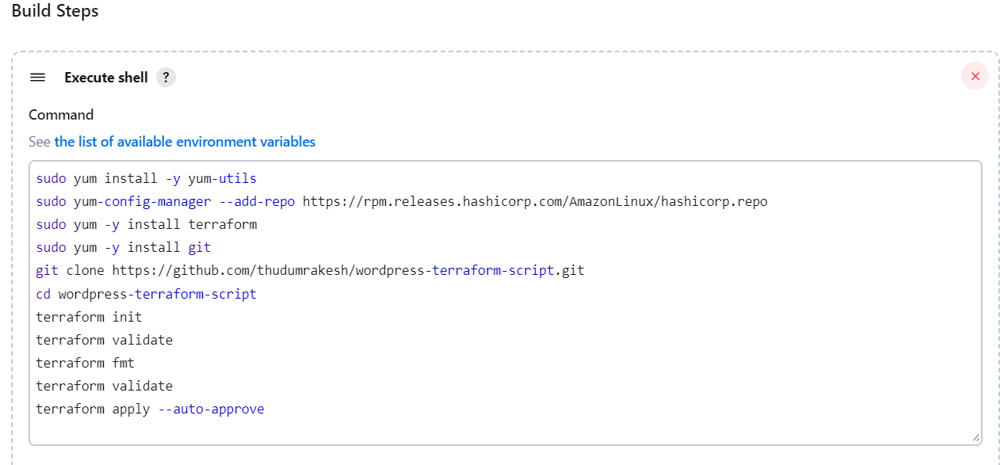 Build Steps
Execute shell ?
Command
See the list of available environment variables
sudo yum install -y yum-utils
sudo yum-config-manager --add-repo https://rpm.releases.hashicorp.com/AmazonLinux/hashicorp.repo
sudo yum -y install terraform
sudo yum -y install git
git clone https://github.com/thudumrakesh/wordpress-terraform-script.git
cd wordpress-terraform-script
terraform init
terraform validate
terraform fmt
terraform validate
terraform apply --auto-approve